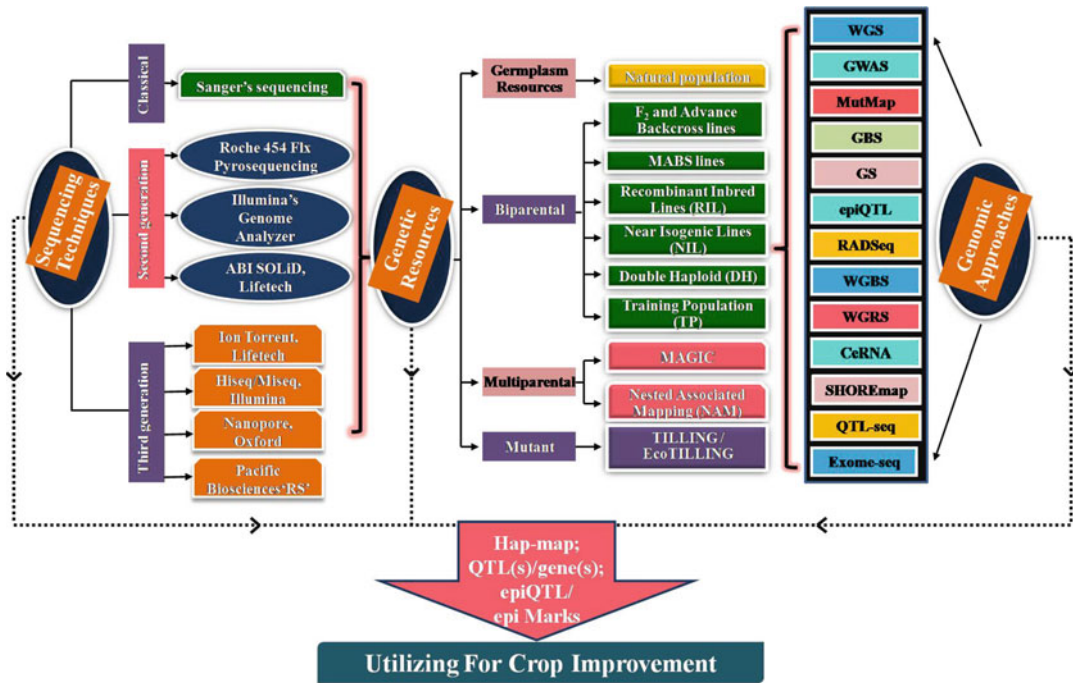 Sequencing
Techniques
Classical
Sanger's sequencing
Second generation
Roche 454 Flx
Pyrosequencing
Illumina's
Genome
Analyzer
ABI SOLiD,
Lifetech
Third generation
Ion Torrent,
Lifetech
Hiseq/Miseq,
Illumina
Nanopore,
Oxford
Pacific
Biosciences'RS'
Genetic
Resources
Germplasm
Resources
Natural population
Biparental
F₂ and Advance
Backcross lines
MABS lines
Recombinant Inbred
Lines (RIL)
Near Isogenic Lines (NIL)
Double Haploid (DH)
Training Population
(TP)
Multiparental
MAGIC
Nested Associated
Mapping (NAM)
Mutant
TILLING /
EcoTILLING
WGS
GWAS
MutMap
GBS
GS
epiQTL
RADSeq
WGBS
WGRS
CeRNA
SHOREmap
QTL-seq
Exome-seq
Genomic
Approaches
Hap-map;
QTL(s)/gene(s);
epiQTL/
epi Marks
Utilizing For Crop Improvement